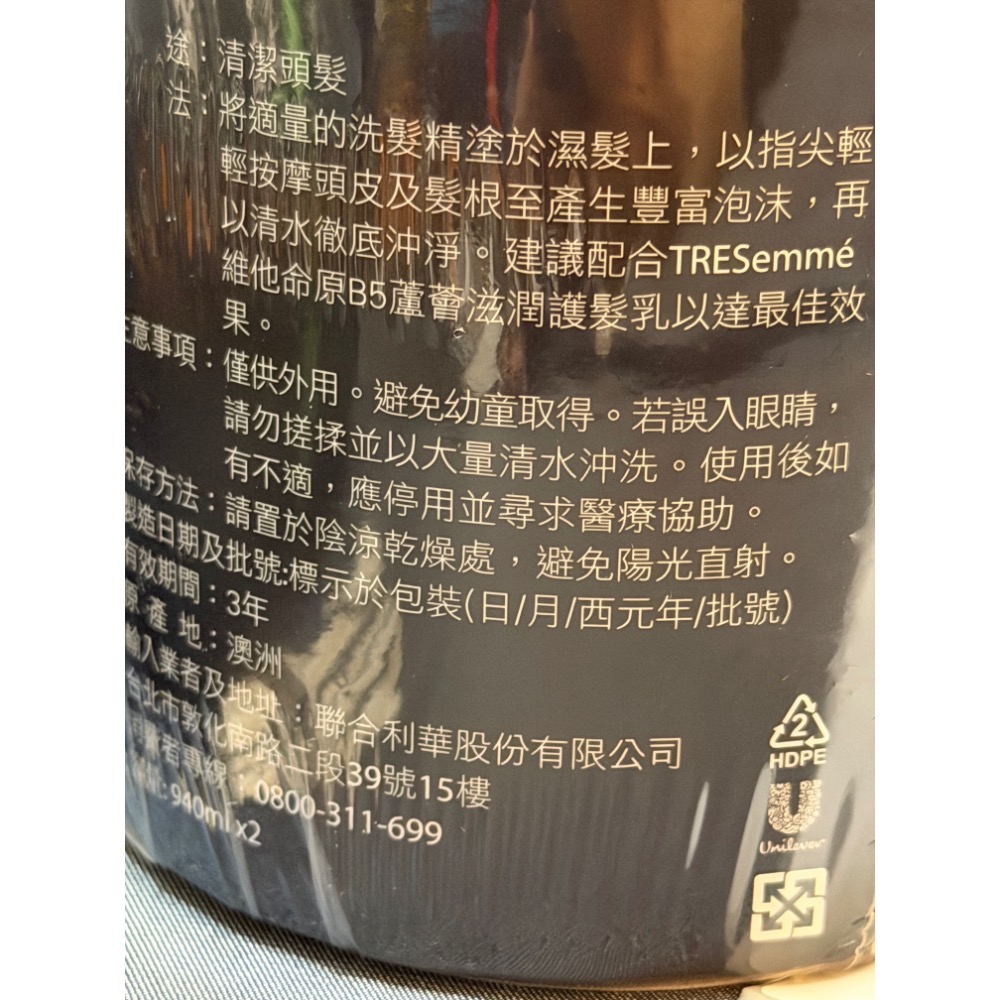 途：清潔頭髮
法：將適量的洗髮精塗於濕髮上，以指尖輕
輕按摩頭皮及髮根至產生豐富泡沫，再
以清水徹底沖淨。建議配合TRESemmé
維他命原B5蘆薈滋潤護髮乳以達最佳效
果。
注意事項：僅供外用。避免幼童取得。若誤入眼睛，
請勿搓揉並以大量清水沖洗。使用後如
有不適，應停用並尋求醫療協助。
保存方法：請置於陰涼乾燥處，避免陽光直射。
製造日期及批號:標示於包裝(日/月/西元年/批號)
有效期間：3年
原產地：澳洲
輸入業者及地址：聯合利華股份有限公司
台北市敦化南路二段39號15樓
消費者專線：0800-311-699
940ml x2
2
HDPE
Unilever